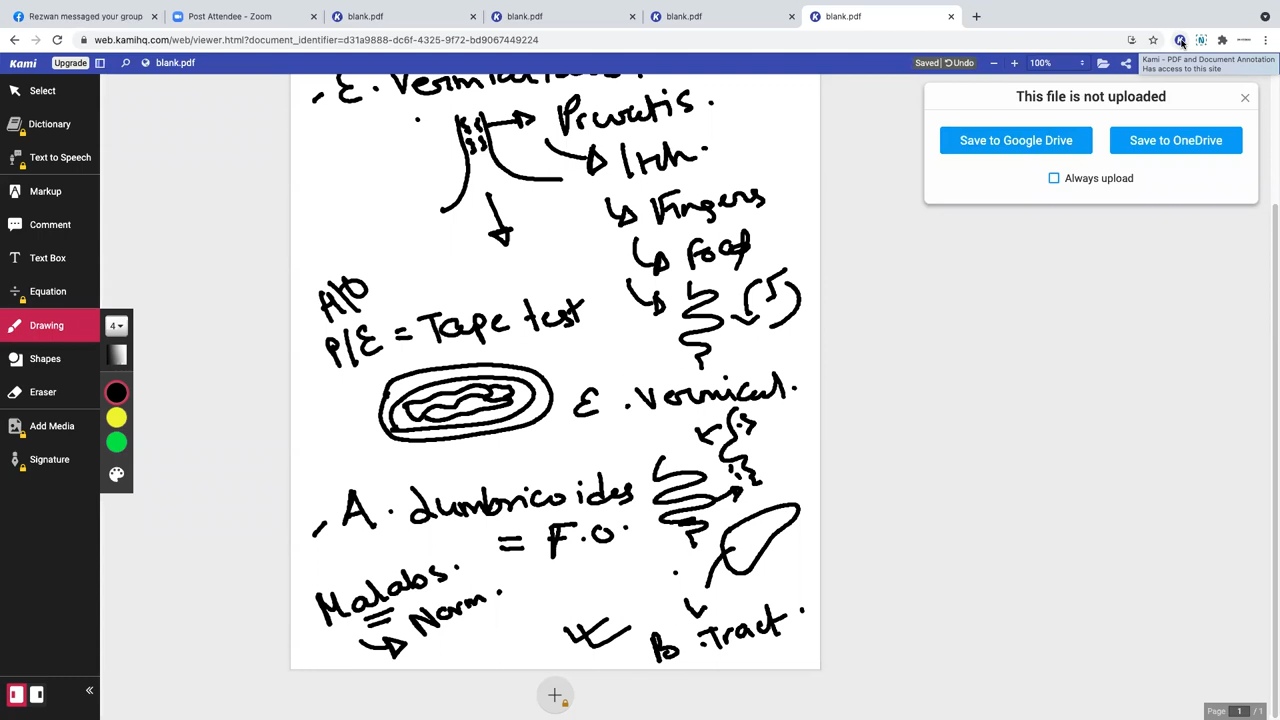 Rezwan messaged your group
Post Attendee - Zoom
blank.pdf
blank.pdf
blank.pdf
blank.pdf
web.kamihq.com/web/viewer.html?document_identifier=d31a9888-dc6f-4325-9f72-bd9067449224
Kami
Upgrade
blank.pdf
Saved
Undo
100%
Kami - PDF and Document Annotation
Has access to this site
This file is not uploaded
Save to Google Drive
Save to OneDrive
Always upload
Select
Dictionary
Text to Speech
Markup
Comment
Text Box
Equation
Drawing
4
Shapes
Eraser
Add Media
Signature
Pruritis.
Itch.
Fingers
Food
H/O
P/E = Tape test
E. vermicul.
A. lumbricoides
= F.O.
Malabs.
Norm.
B. Tract.
Page: 1 / 1